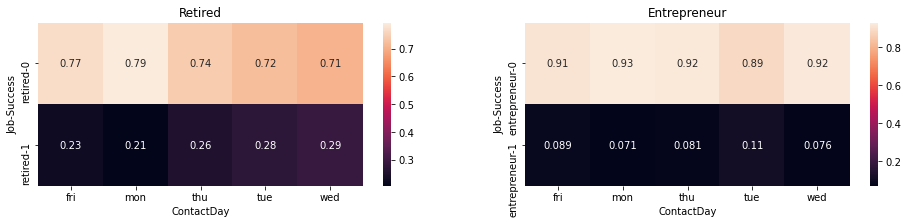 Retired
Job-Success
retired-0
retired-1
0.77 0.79 0.74 0.72 0.71
0.23 0.21 0.26 0.28 0.29
fri mon thu tue wed
ContactDay
0.7
0.6
0.5
0.4
0.3
Entrepreneur
Job-Success
entrepreneur-0
entrepreneur-1
0.91 0.93 0.92 0.89 0.92
0.089 0.071 0.081 0.11 0.076
fri mon thu tue wed
ContactDay
0.8
0.6
0.4
0.2